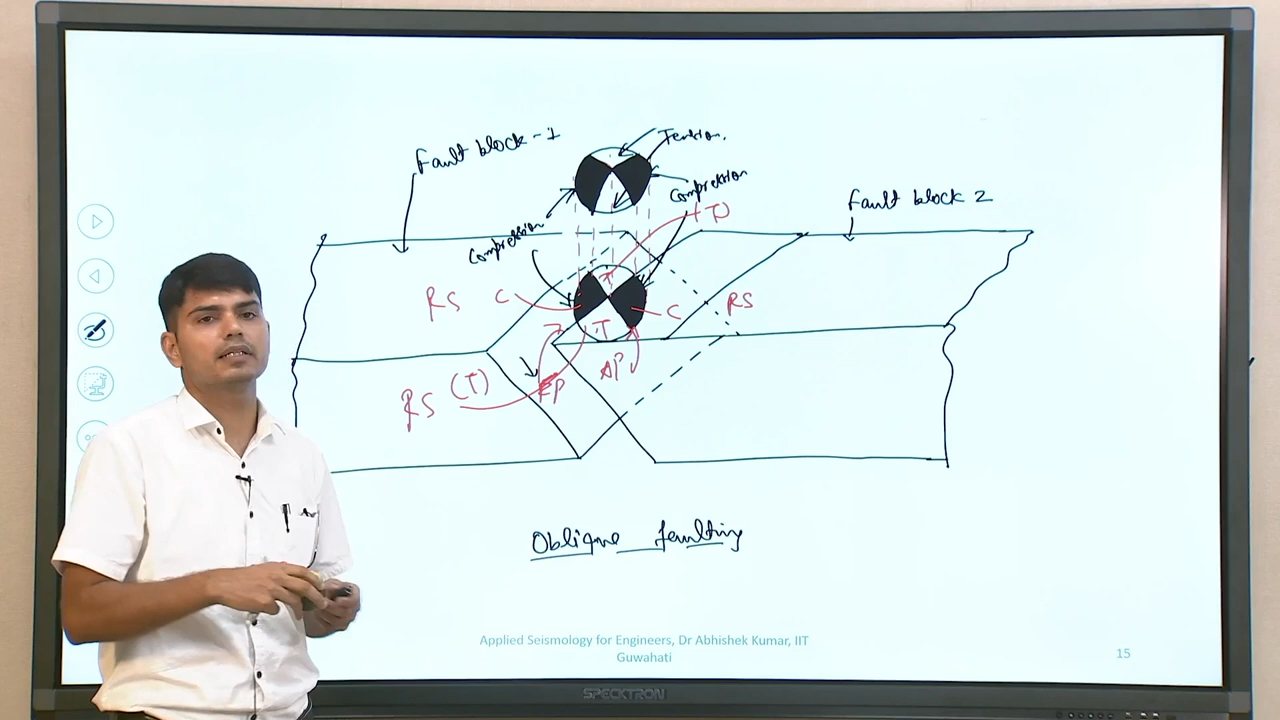 Fault block-1
Tension.
Compression
Compression
Fault block 2
(T)
RS
C
T
C
RS
RS
(T)
AP
Oblique faulting
Applied Seismology for Engineers, Dr Abhishek Kumar, IIT
Guwahati
15
SPECKTRON